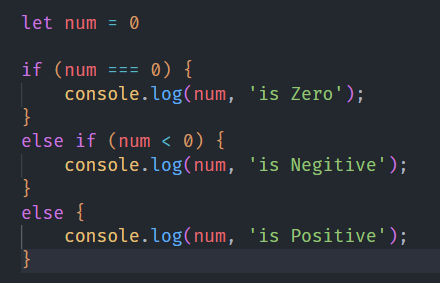 let num = 0
if (num === 0) {
console.log(num, 'is Zero');
}
else if (num < 0) {
console.log(num, 'is Negitive');
}
else {
console.log(num, 'is Positive');
}